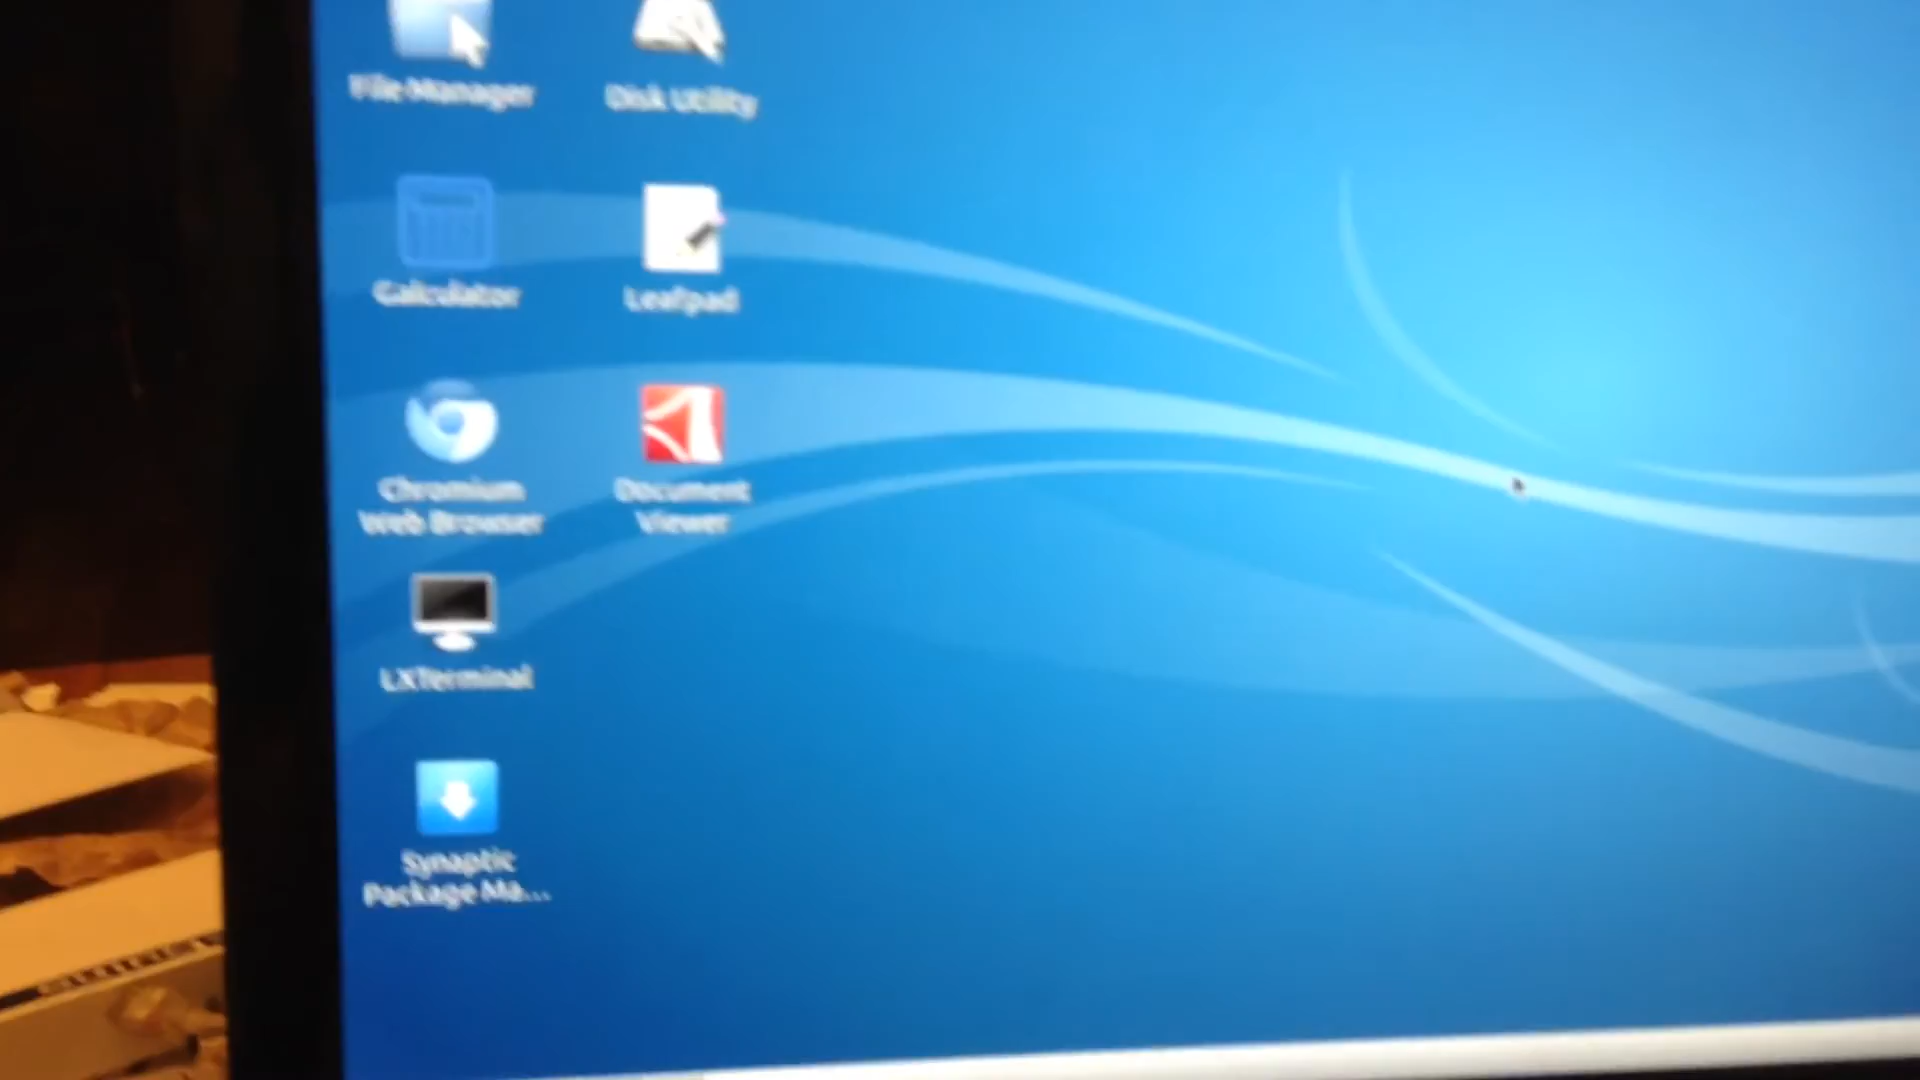 File Manager
Disk Utility
Calculator
Leafpad
Chromium
Web Browser
Document
Viewer
LXTerminal
Synaptic
Package Ma...